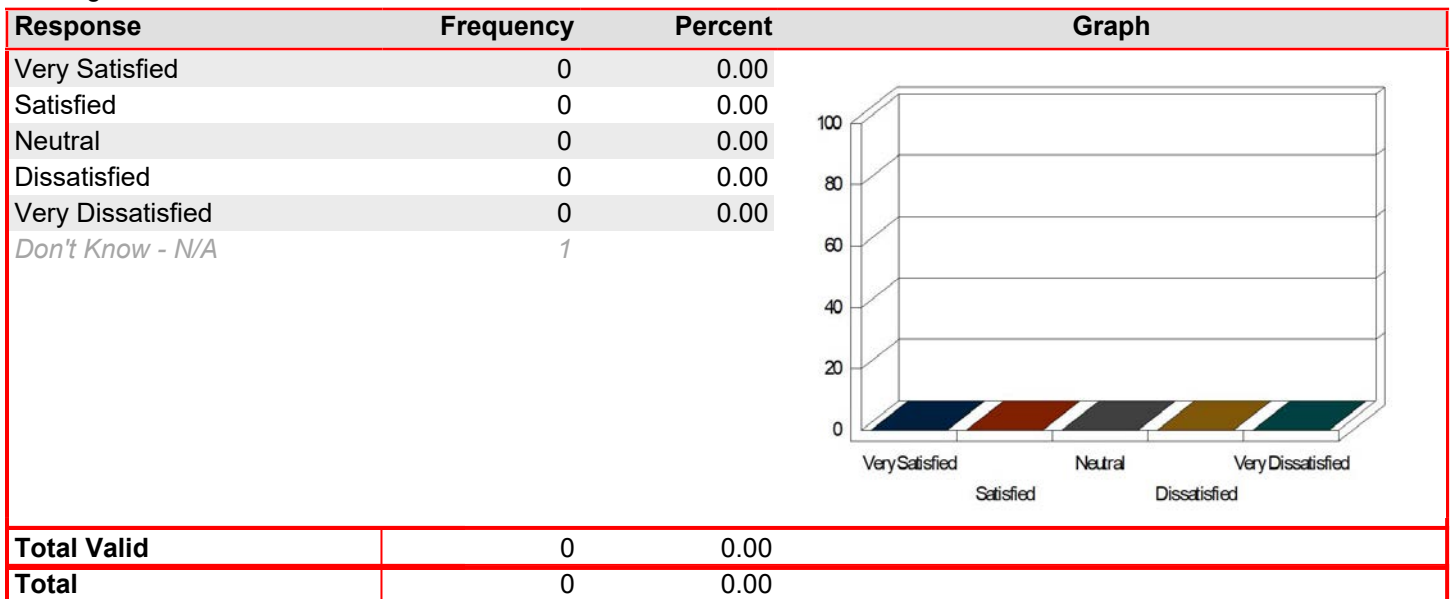 Response Frequency Percent Graph
Very Satisfied 0 0.00
Satisfied 0 0.00
Neutral 0 0.00
Dissatisfied 0 0.00
Very Dissatisfied 0 0.00
Don't Know - N/A 1
100
80
60
40
20
0
Very Satisfied Neutral Very Dissatisfied
Satisfied Dissatisfied
Total Valid 0 0.00
Total 0 0.00